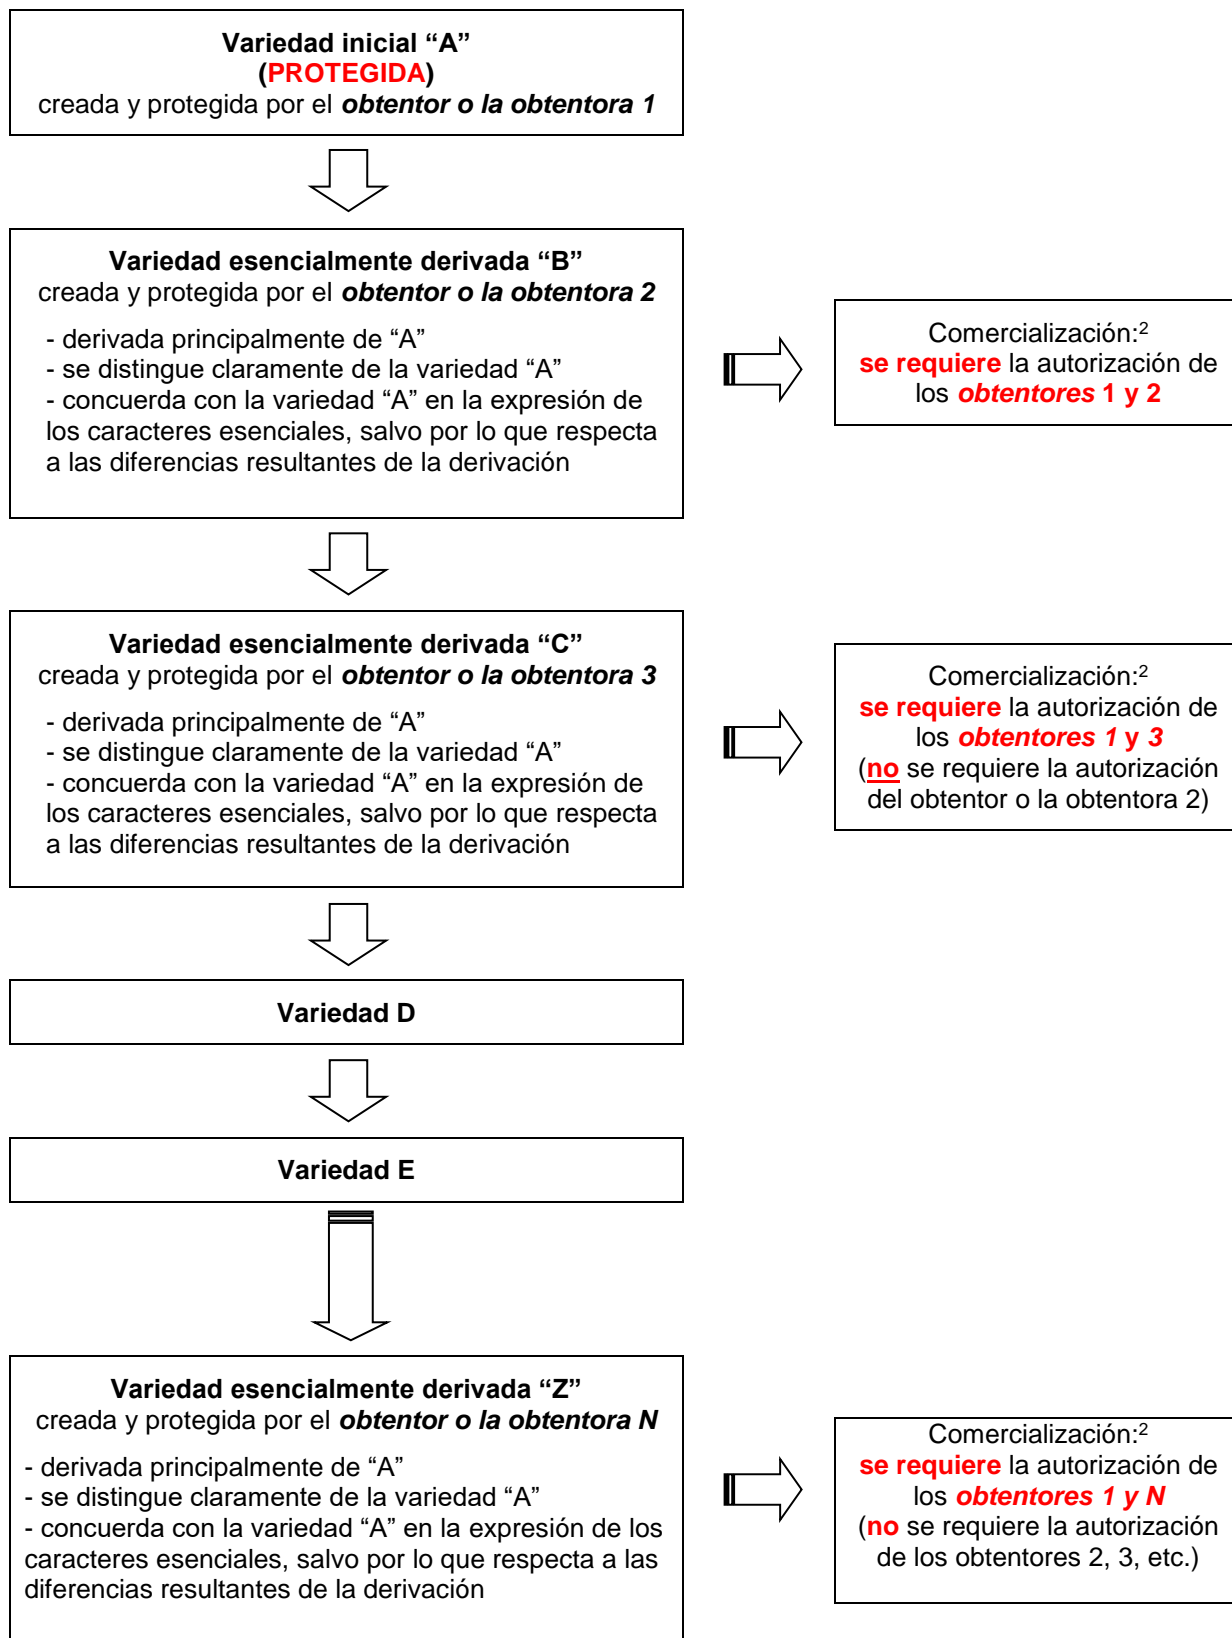 Variedad inicial “A”
(PROTEGIDA)
creada y protegida por el obtentor o la obtentora 1
Variedad esencialmente derivada “B”
creada y protegida por el obtentor o la obtentora 2
- derivada principalmente de “A”
- se distingue claramente de la variedad “A”
- concuerda con la variedad “A” en la expresión de
los caracteres esenciales, salvo por lo que respecta
a las diferencias resultantes de la derivación
Comercialización:2
se requiere la autorización de
los obtentores 1 y 2
Variedad esencialmente derivada “C”
creada y protegida por el obtentor o la obtentora 3
- derivada principalmente de “A”
- se distingue claramente de la variedad “A”
- concuerda con la variedad “A” en la expresión de
los caracteres esenciales, salvo por lo que respecta
a las diferencias resultantes de la derivación
Comercialización:2
se requiere la autorización de
los obtentores 1 y 3
(no se requiere la autorización
del obtentor o la obtentora 2)
Variedad D
Variedad E
Variedad esencialmente derivada “Z”
creada y protegida por el obtentor o la obtentora N
- derivada principalmente de “A”
- se distingue claramente de la variedad “A”
- concuerda con la variedad “A” en la expresión de los
caracteres esenciales, salvo por lo que respecta a las
diferencias resultantes de la derivación
Comercialización:2
se requiere la autorización de
los obtentores 1 y N
(no se requiere la autorización
de los obtentores 2, 3, etc.)